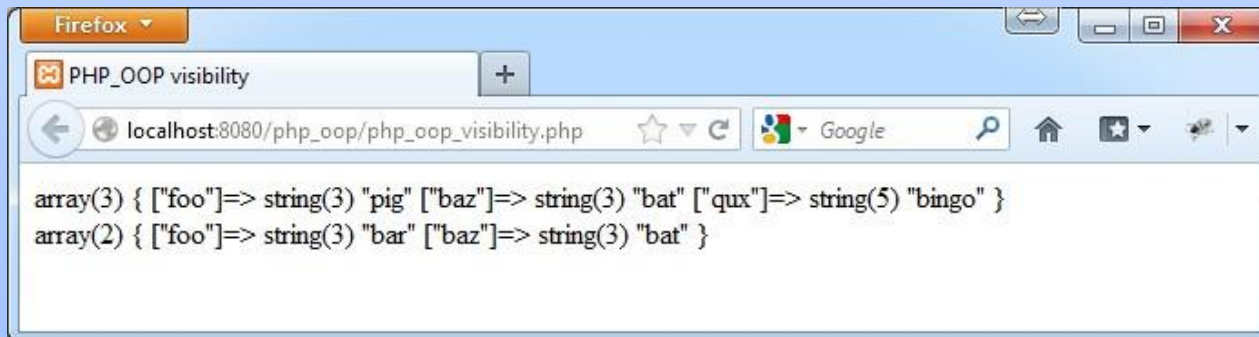 Firefox
PHP_OOP visibility
localhost:8080/php_oop/php_oop_visibility.php
Google
array(3) { ["foo"]=> string(3) "pig" ["baz"]=> string(3) "bat" ["qux"]=> string(5) "bingo" }
array(2) { ["foo"]=> string(3) "bar" ["baz"]=> string(3) "bat" }